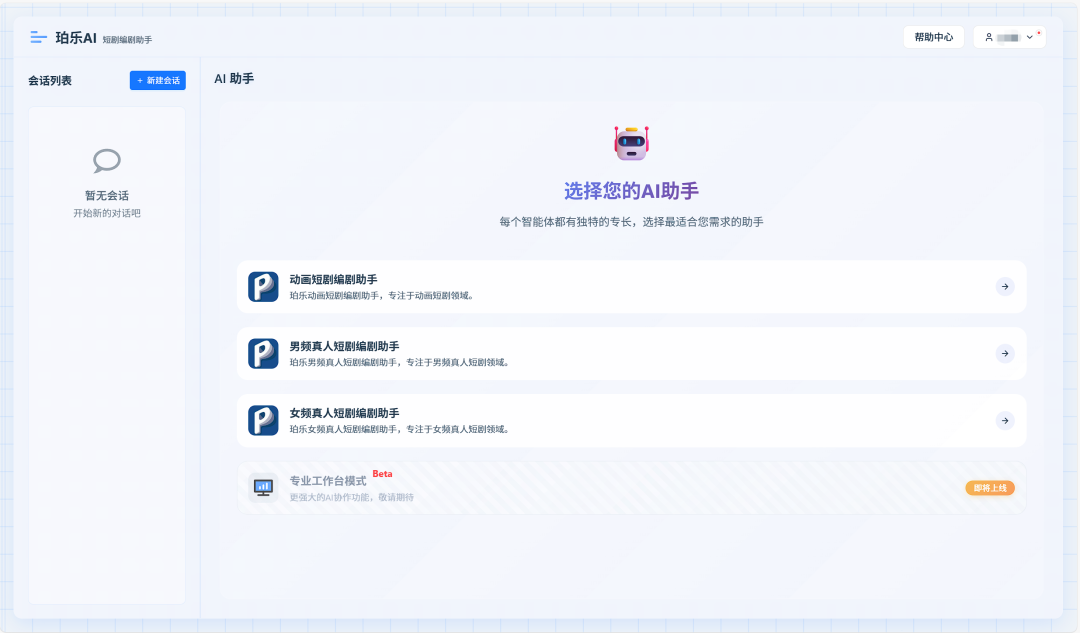 珀乐AI 短剧编剧助手
帮助中心
会话列表
+ 新建会话
AI 助手
暂无会话
开始新的对话吧
选择您的AI助手
每个智能体都有独特的专长，选择最适合您需求的助手
动画短剧编剧助手
珀乐动画短剧编剧助手，专注于动画短剧领域。
男频真人短剧编剧助手
珀乐男频真人短剧编剧助手，专注于男频真人短剧领域。
女频真人短剧编剧助手
珀乐女频真人短剧编剧助手，专注于女频真人短剧领域。
专业工作台模式 Beta
更强大的AI协作功能，敬请期待
即将上线